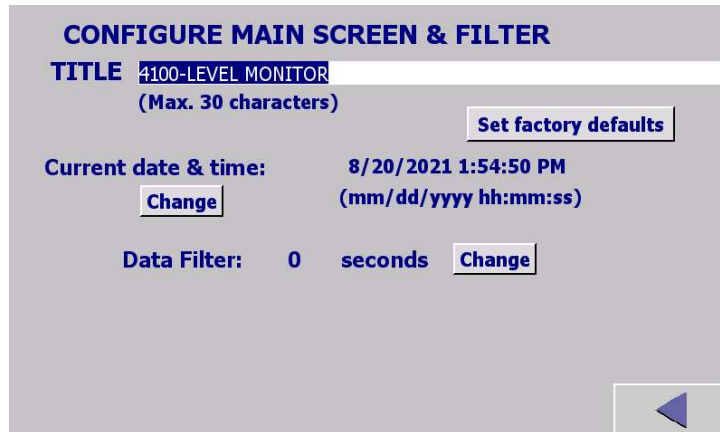 CONFIGURE MAIN SCREEN & FILTER
TITLE 4100-LEVEL MONITOR
(Max. 30 characters)
Set factory defaults
Current date & time: 8/20/2021 1:54:50 PM
Change (mm/dd/yyyy hh:mm:ss)
Data Filter: 0 seconds Change